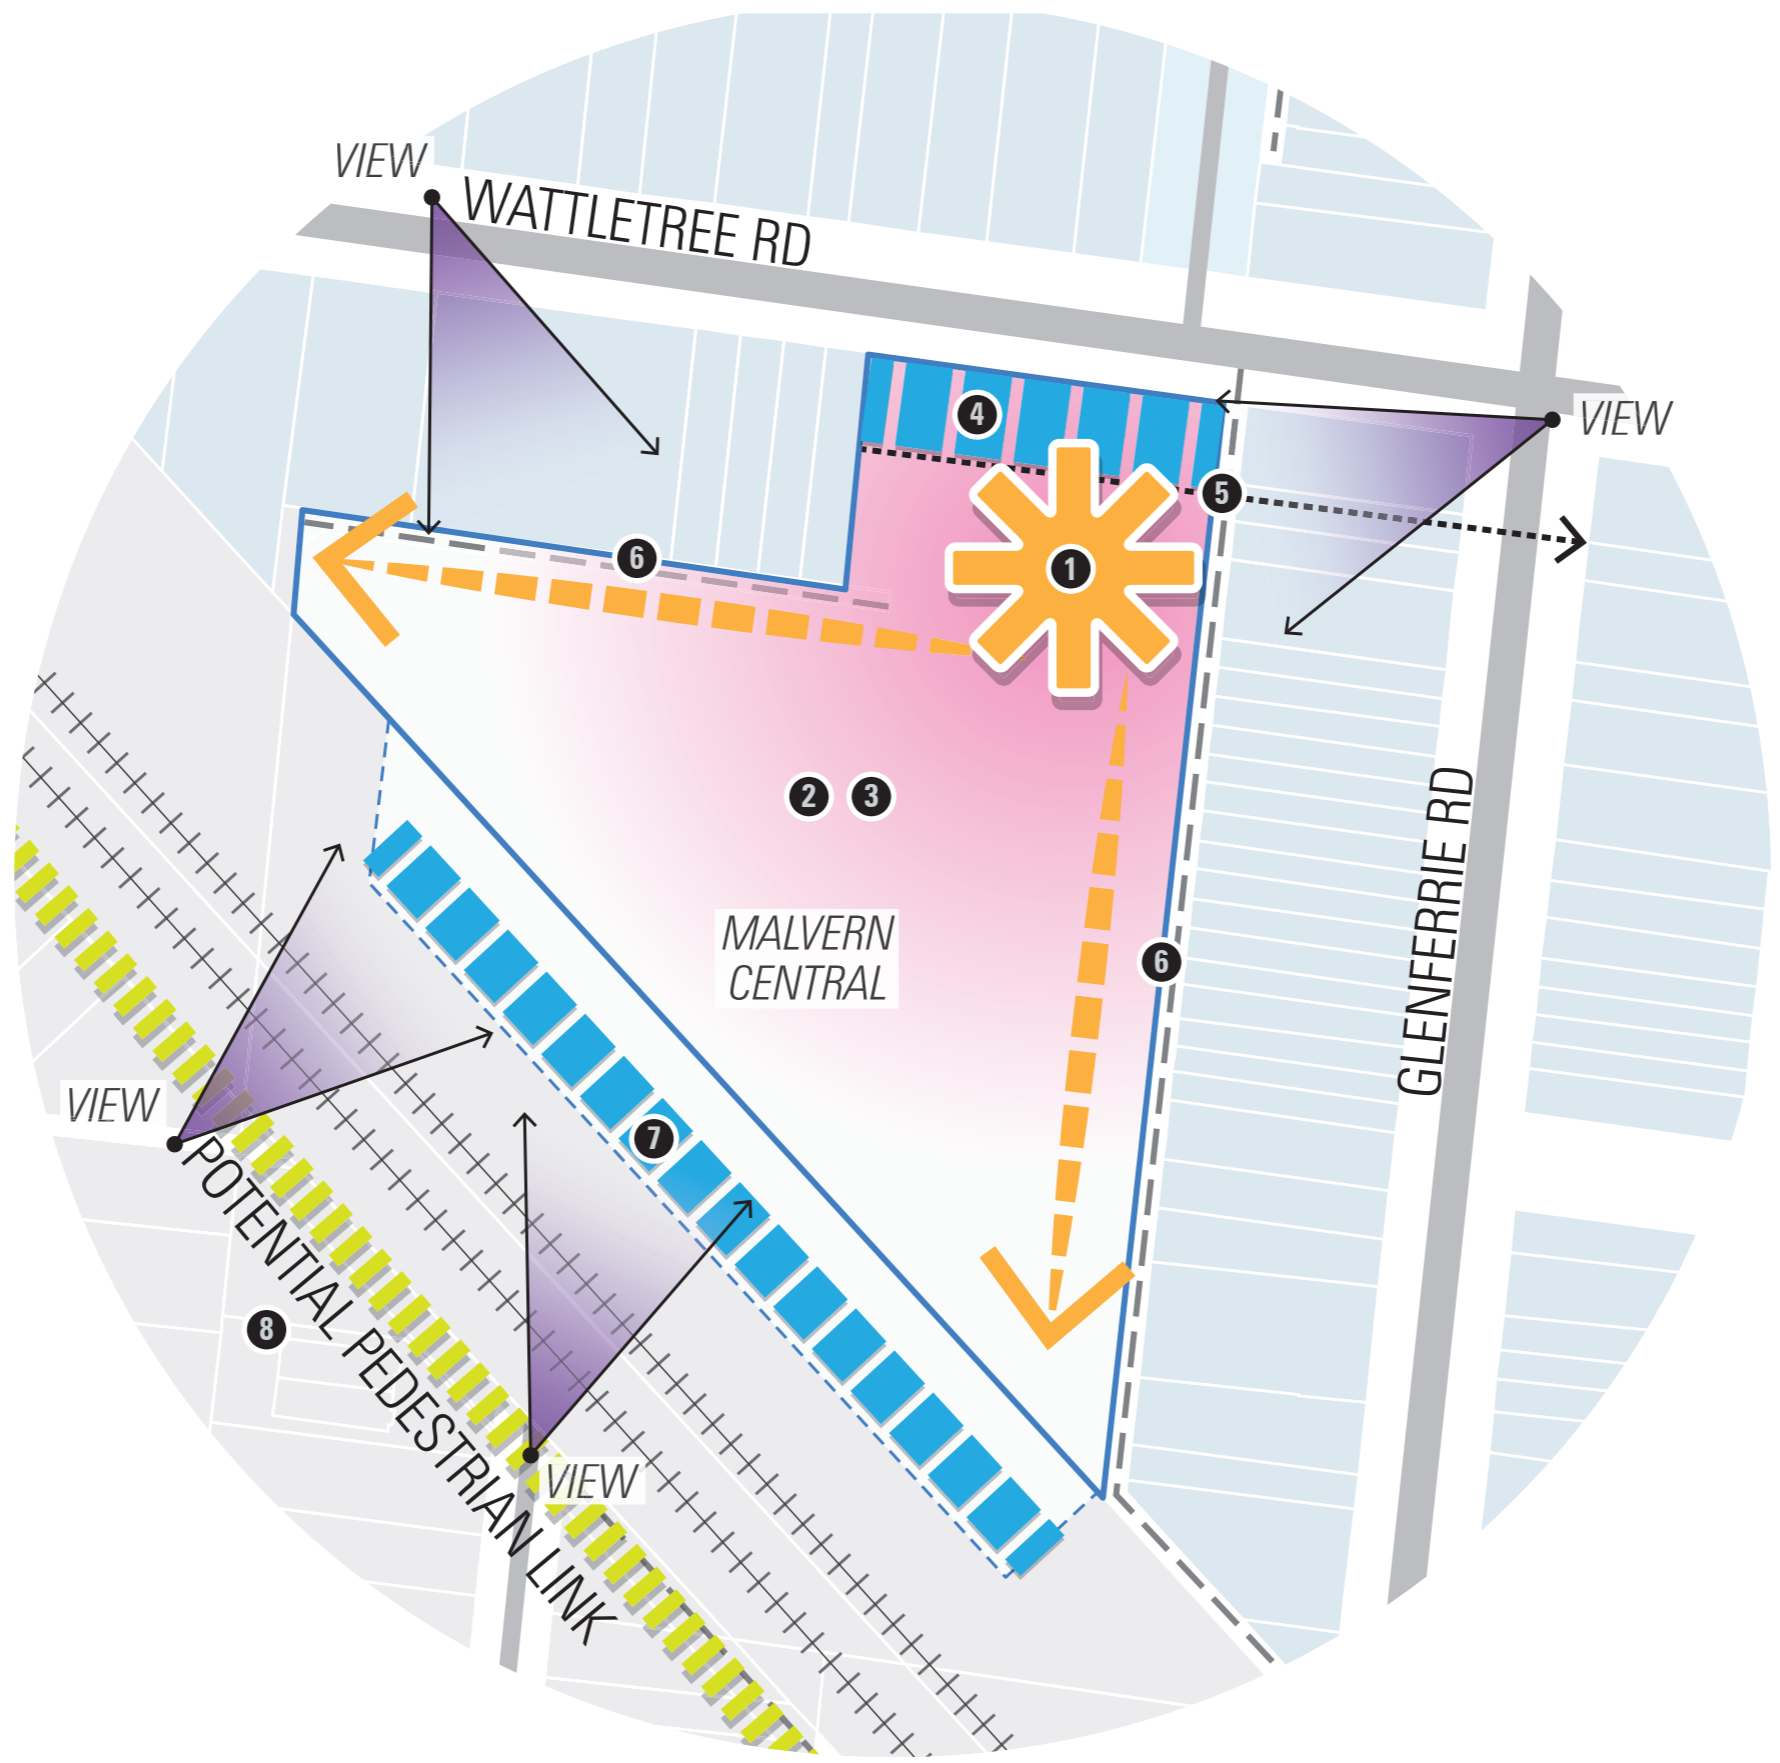 VIEW
WATTLETREE RD
VIEW
4
5
1
6
2
3
MALVERN
CENTRAL
6
GLENFERRIE RD
VIEW
7
POTENTIAL PEDESTRIAN LINK
8
VIEW